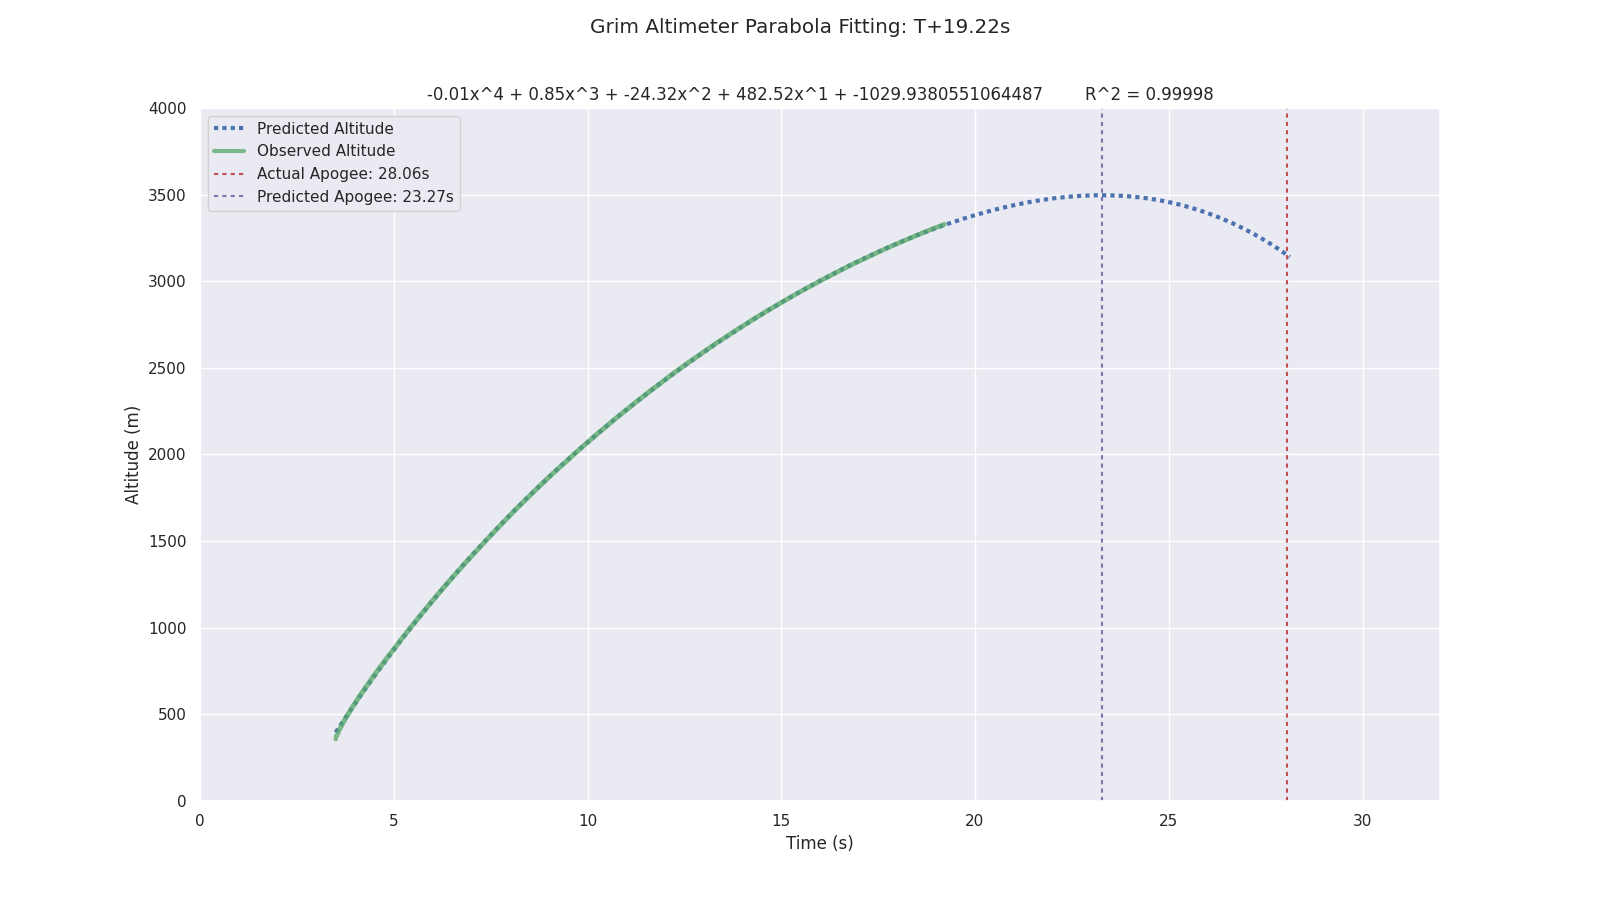 Grim Altimeter Parabola Fitting: T+19.22s
-0.01x^4 + 0.85x^3 + -24.32x^2 + 482.52x^1 + -1029.9380551064487 R^2 = 0.99998
Predicted Altitude
Observed Altitude
Actual Apogee: 28.06s
Predicted Apogee: 23.27s
4000
3500
3000
2500
2000
1500
1000
500
0
Altitude (m)
0 5 10 15 20 25 30
Time (s)